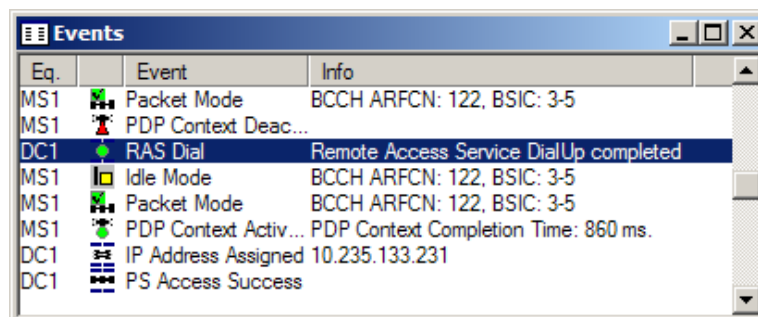 Events
Eq. Event Info
MS1 Packet Mode BCCH ARFCN: 122, BSIC: 3-5
MS1 PDP Context Deac...
DC1 RAS Dial Remote Access Service DialUp completed
MS1 Idle Mode BCCH ARFCN: 122, BSIC: 3-5
MS1 Packet Mode BCCH ARFCN: 122, BSIC: 3-5
MS1 PDP Context Activ... PDP Context Completion Time: 860 ms.
DC1 IP Address Assigned 10.235.133.231
DC1 PS Access Success